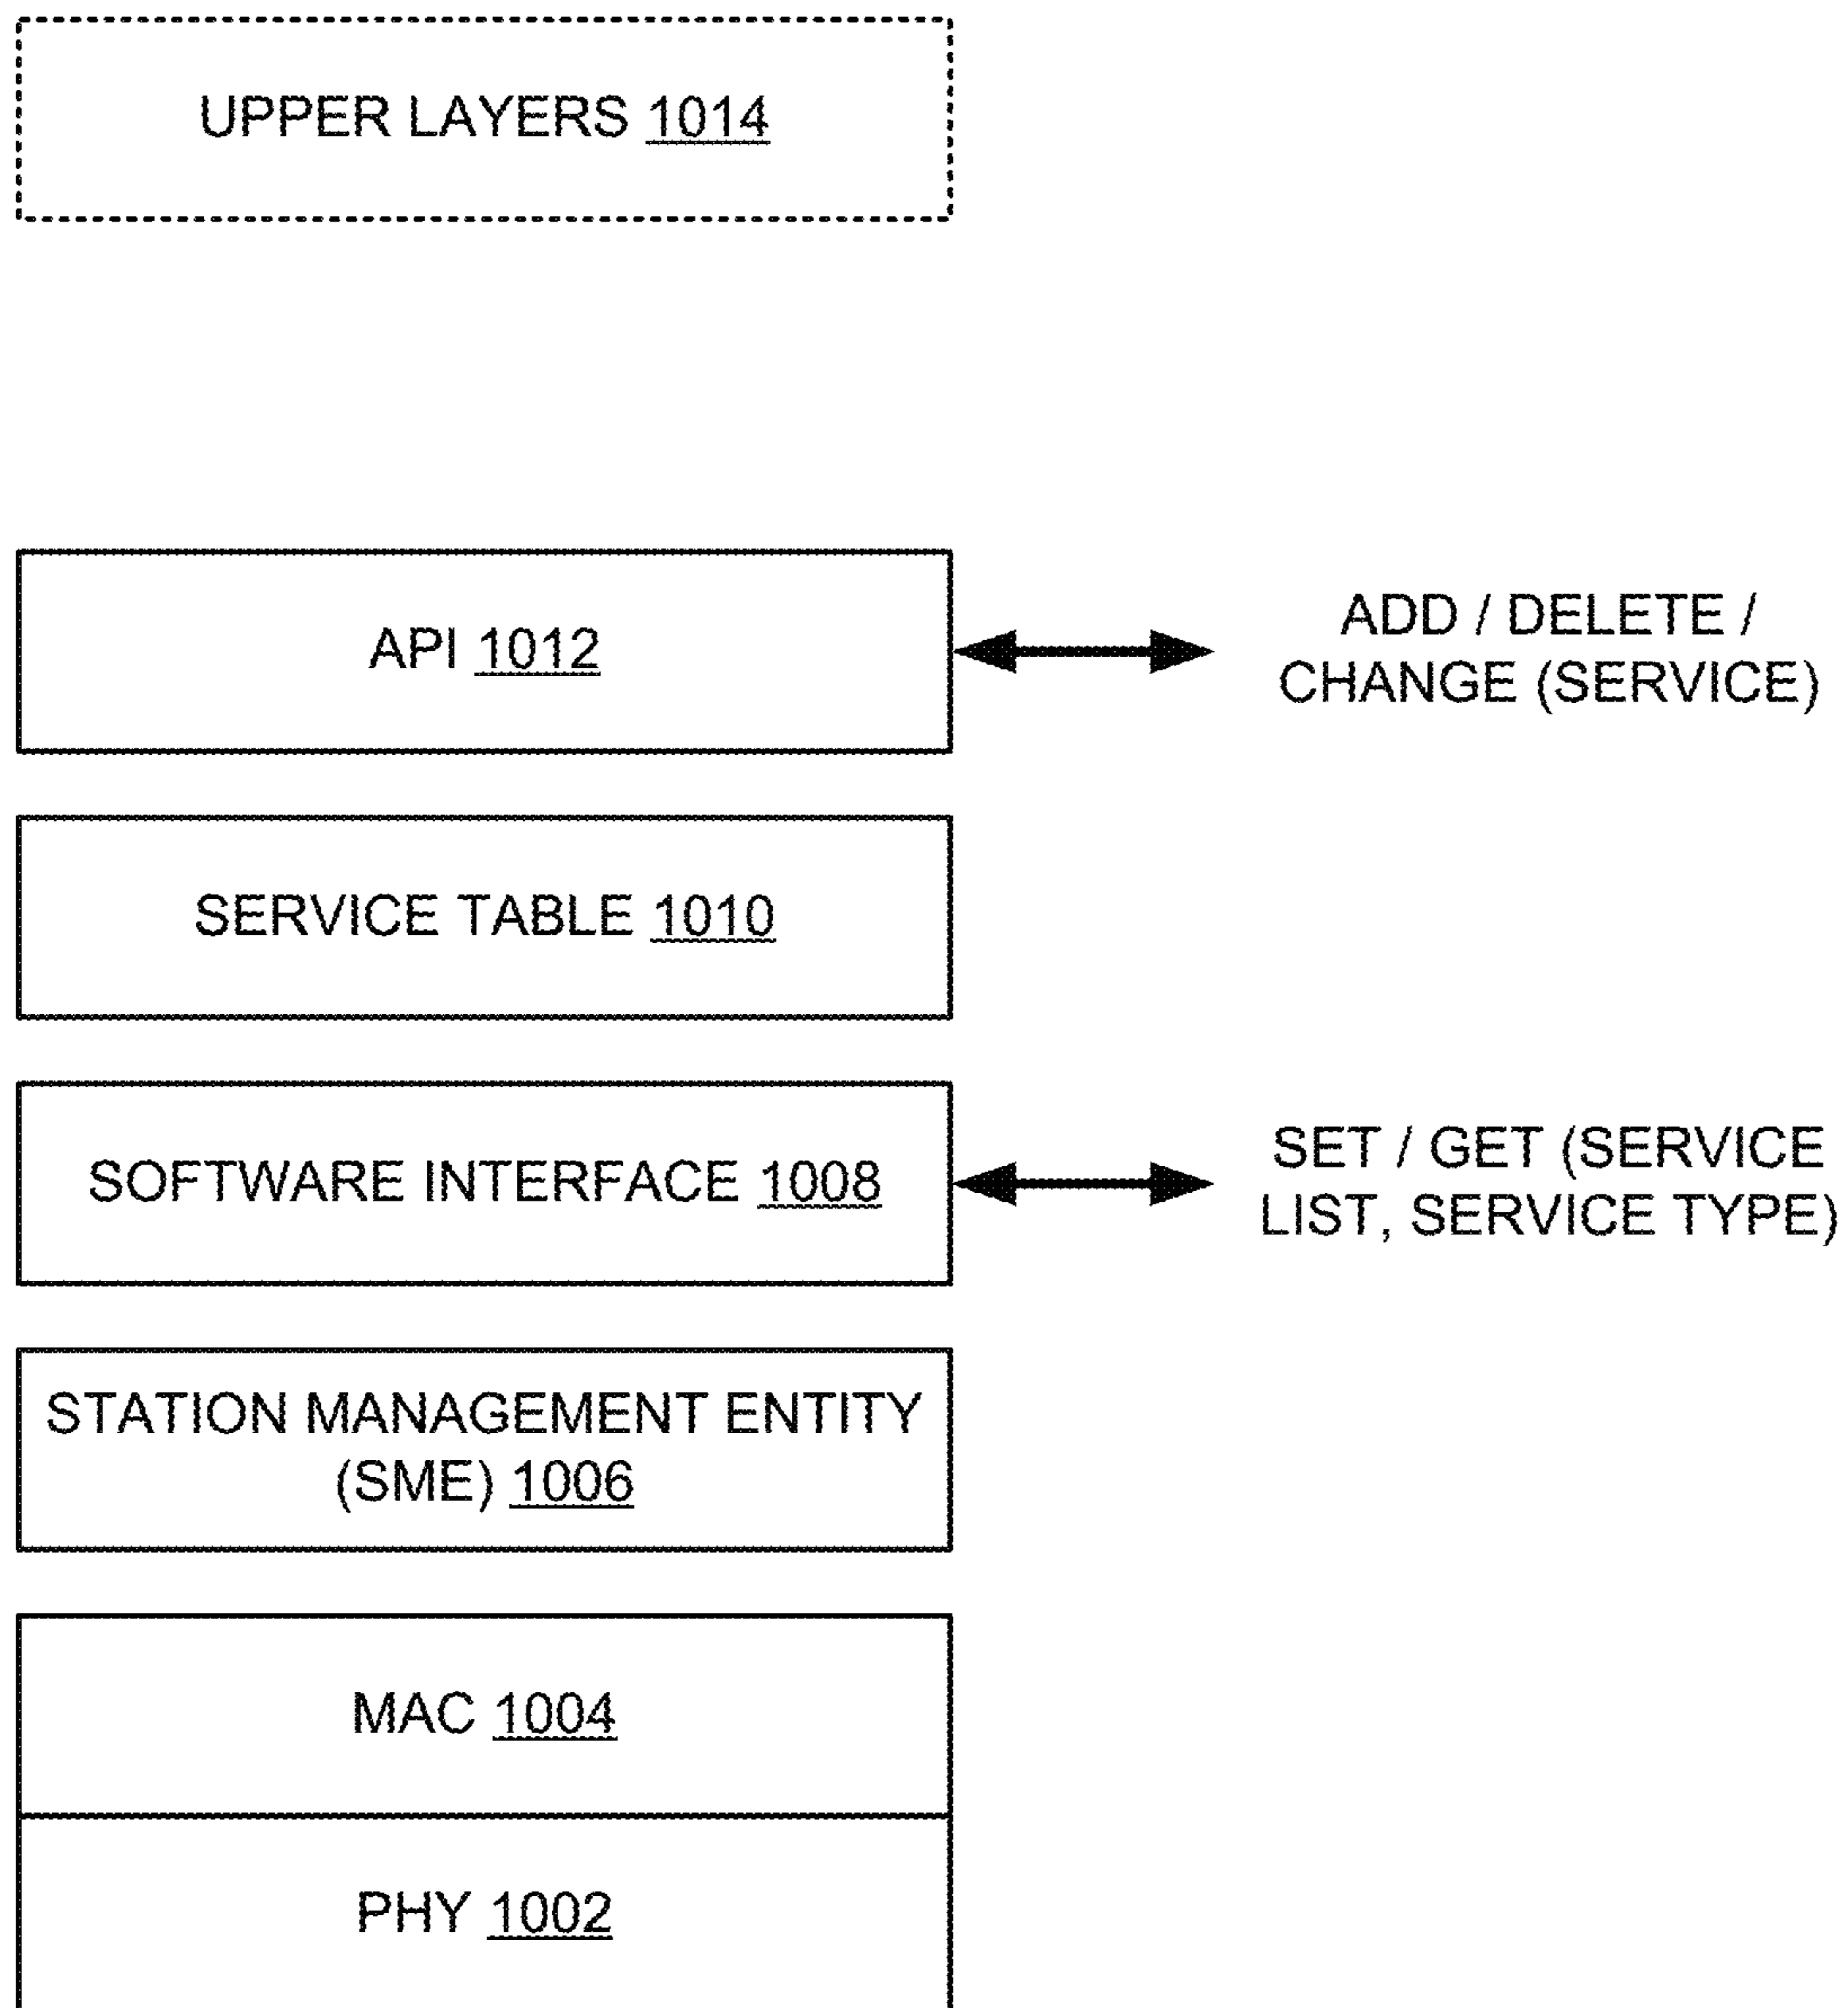 UPPER LAYERS 1014
API 1012
ADD / DELETE /
CHANGE (SERVICE)
SERVICE TABLE 1010
SOFTWARE INTERFACE 1008
SET / GET (SERVICE
LIST, SERVICE TYPE)
STATION MANAGEMENT ENTITY
(SME) 1006
MAC 1004
PHY 1002